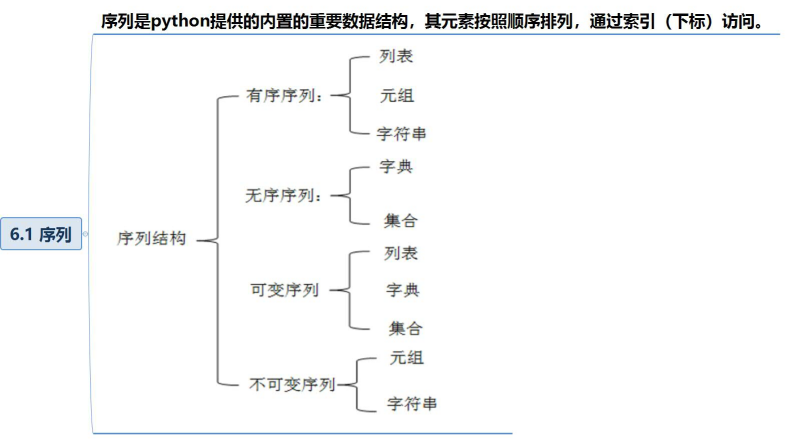 序列是python提供的内置的重要数据结构，其元素按照顺序排列，通过索引（下标）访问。
6.1 序列
序列结构
有序序列：
列表
元组
字符串
无序序列：
字典
集合
可变序列
列表
字典
集合
不可变序列
元组
字符串